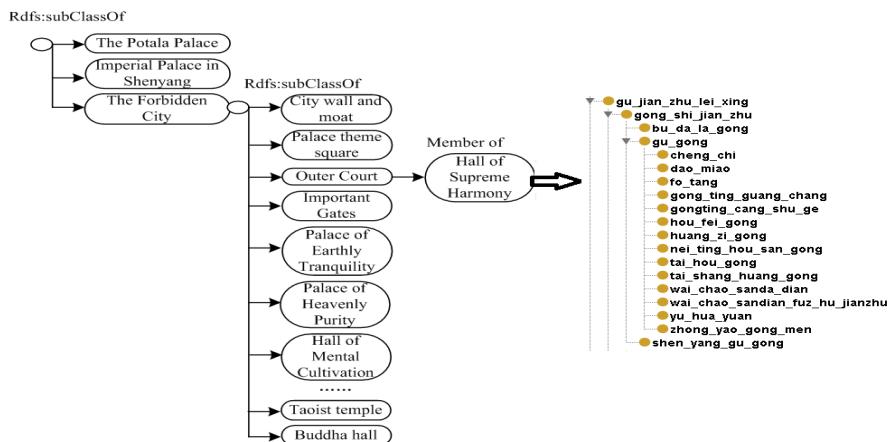 Rdfs:subClassOf
The Potala Palace
Imperial Palace in
Shenyang
The Forbidden
City
Rdfs:subClassOf
City wall and
moat
Palace theme
square
Outer Court
Important
Gates
Palace of
Earthly
Tranquility
Palace of
Heavenly
Purity
Hall of
Mental
Cultivation
......
Taoist temple
Buddha hall
Member of
Hall of
Supreme
Harmony
gu_jian_zhu_lei_xing
gong_shi_jian_zhu
bu_da_la_gong
gu_gong
cheng_chi
dao_miao
fo_tang
gong_ting_guang_chang
gongting_cang_shu_ge
hou_fei_gong
huang_zi_gong
nei_ting_hou_san_gong
tai_hou_gong
tai_shang_huang_gong
wai_chao_sanda_dian
wai_chao_sandian_fuz_hu_jianzhu
yu_hua_yuan
zhong_yao_gong_men
shen_yang_gu_gong